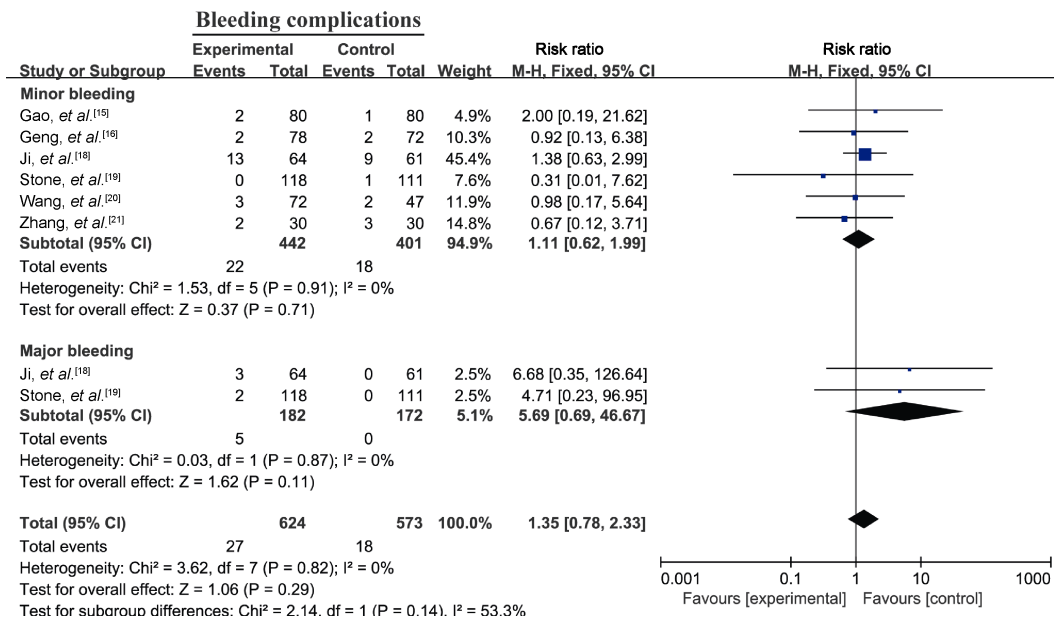 Bleeding complications
Experimental Control Risk ratio Risk ratio
Study or Subgroup Events Total Events Total Weight M-H, Fixed, 95% CI M-H, Fixed, 95% CI
Minor bleeding
Gao, et al.[15] 2 80 1 80 4.9% 2.00 [0.19, 21.62]
Geng, et al.[16] 2 78 2 72 10.3% 0.92 [0.13, 6.38]
Ji, et al.[18] 13 64 9 61 45.4% 1.38 [0.63, 2.99]
Stone, et al.[19] 0 118 1 111 7.6% 0.31 [0.01, 7.62]
Wang, et al.[20] 3 72 2 47 11.9% 0.98 [0.17, 5.64]
Zhang, et al.[21] 2 30 3 30 14.8% 0.67 [0.12, 3.71]
Subtotal (95% CI) 442 401 94.9% 1.11 [0.62, 1.99]
Total events 22 18
Heterogeneity: Chi² = 1.53, df = 5 (P = 0.91); I² = 0%
Test for overall effect: Z = 0.37 (P = 0.71)
Major bleeding
Ji, et al.[18] 3 64 0 61 2.5% 6.68 [0.35, 126.64]
Stone, et al.[19] 2 118 0 111 2.5% 4.71 [0.23, 96.95]
Subtotal (95% CI) 182 172 5.1% 5.69 [0.69, 46.67]
Total events 5 0
Heterogeneity: Chi² = 0.03, df = 1 (P = 0.87); I² = 0%
Test for overall effect: Z = 1.62 (P = 0.11)
Total (95% CI) 624 573 100.0% 1.35 [0.78, 2.33]
Total events 27 18
Heterogeneity: Chi² = 3.62, df = 7 (P = 0.82); I² = 0%
Test for overall effect: Z = 1.06 (P = 0.29)
Test for subgroup differences: Chi² = 2.14, df = 1 (P = 0.14), I² = 53.3%
0.001 0.1 1 10 1000
Favours [experimental] Favours [control]